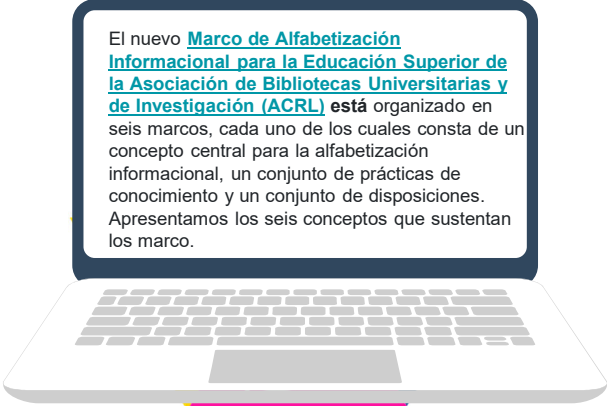 El nuevo Marco de Alfabetización
Informacional para la Educación Superior de
la Asociación de Bibliotecas Universitarias y
de Investigación (ACRL) está organizado en
seis marcos, cada uno de los cuales consta de un
concepto central para la alfabetización
informacional, un conjunto de prácticas de
conocimiento y un conjunto de disposiciones.
Apresentamos los seis conceptos que sustentan
los marco.